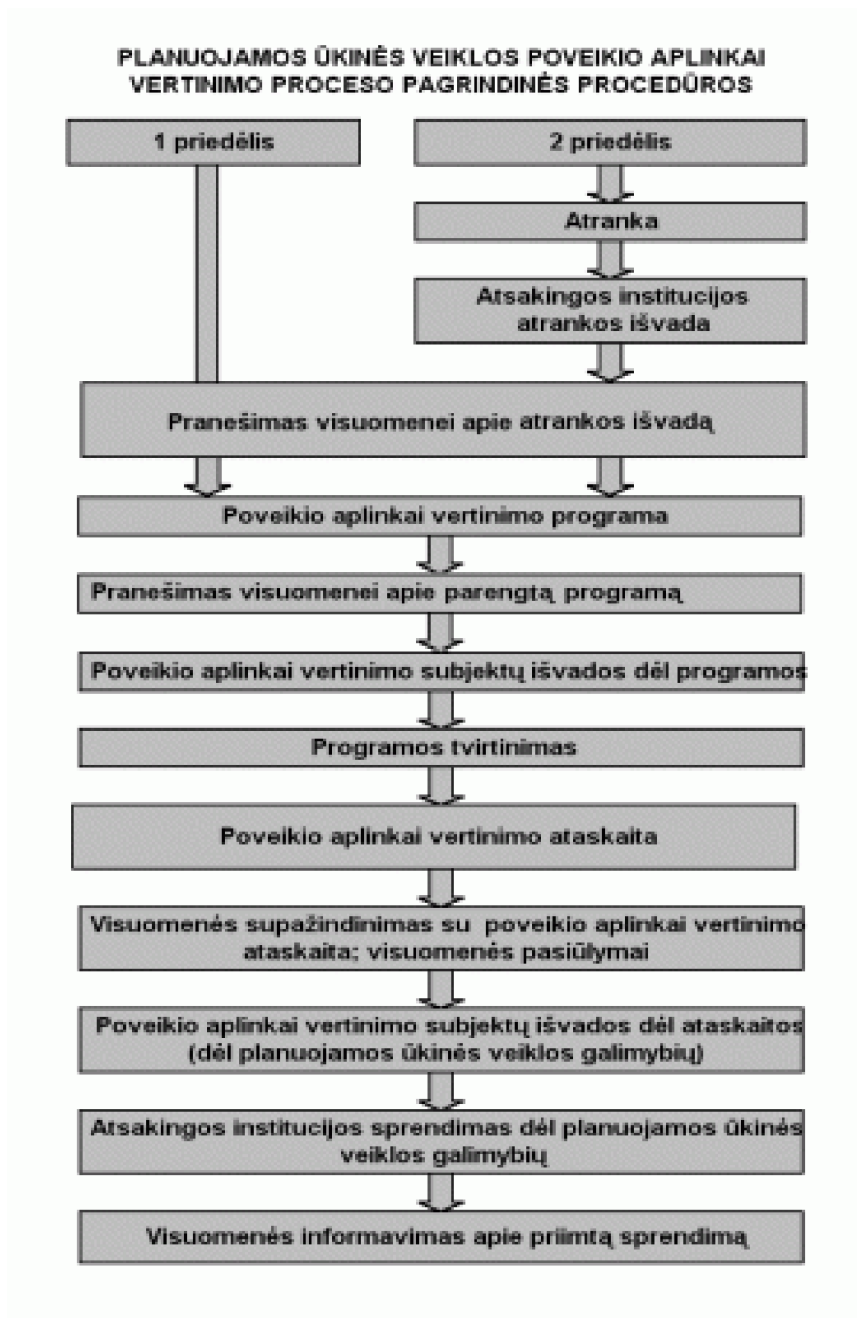 PLANUOJAMOS ŪKINĖS VEIKLOS POVEIKIO APLINKAI
VERTINIMO PROCESO PAGRINDINĖS PROCEDŪROS
1 priedėlis
2 priedėlis
Atranka
Atsakingos institucijos
atrankos išvada
Pranešimas visuomenei apie atrankos išvadą
Poveikio aplinkai vertinimo programa
Pranešimas visuomenei apie parengtą programą
Poveikio aplinkai vertinimo subjektų išvados dėl programos
Programos tvirtinimas
Poveikio aplinkai vertinimo ataskaita
Visuomenės supažindinimas su poveikio aplinkai vertinimo
ataskaita; visuomenės pasiūlymai
Poveikio aplinkai vertinimo subjektų išvados dėl ataskaitos
(dėl planuojamos ūkinės veiklos galimybių)
Atsakingos institucijos sprendimas dėl planuojamos ūkinės
veiklos galimybių
Visuomenės informavimas apie priimtą sprendimą